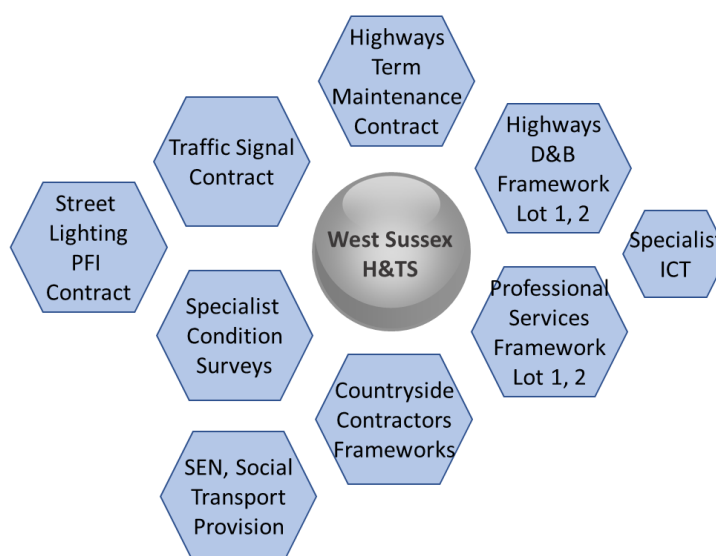 Highways
Term
Maintenance
Contract
Traffic Signal
Contract
Highways
D&B
Framework
Lot 1, 2
Street
Lighting
PFI
Contract
West Sussex
H&TS
Specialist
ICT
Specialist
Condition
Surveys
Professional
Services
Framework
Lot 1, 2
Countryside
Contractors
Frameworks
SEN, Social
Transport
Provision